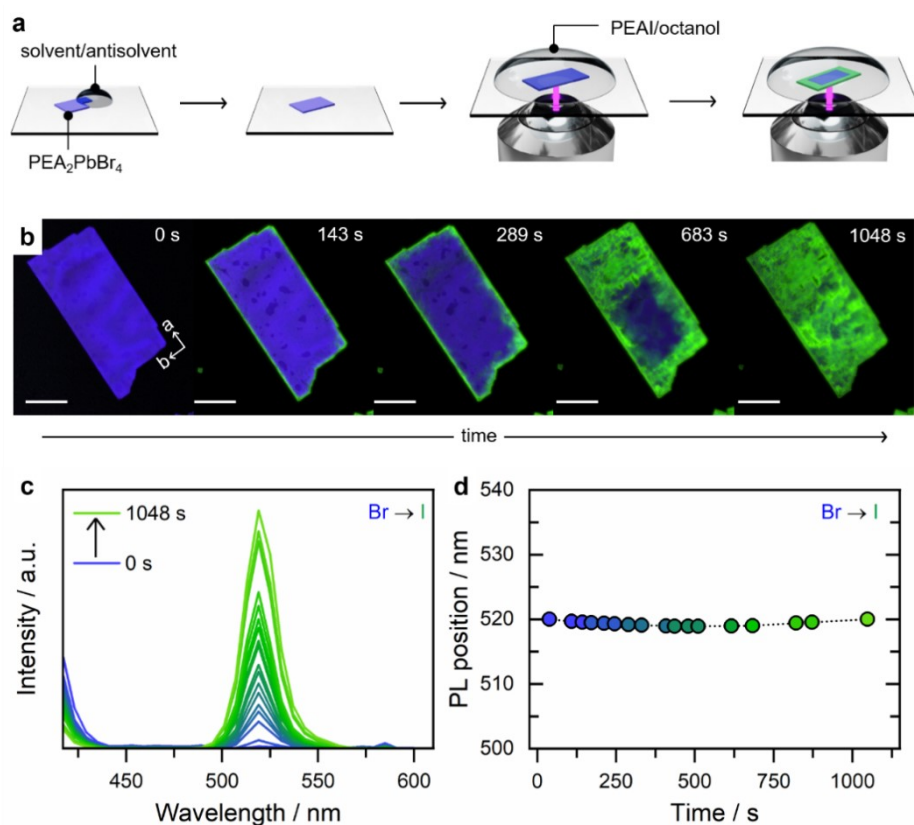 a
solvent/antisolvent
PEA₂PbBr₄
PEAI/octanol
b
0 s
143 s
289 s
683 s
1048 s
a
b
time
c
1048 s
0 s
Br → I
Intensity / a.u.
450
500
550
600
Wavelength / nm
d
Br → I
PL position / nm
540
530
520
510
500
0
250
500
750
1000
Time / s